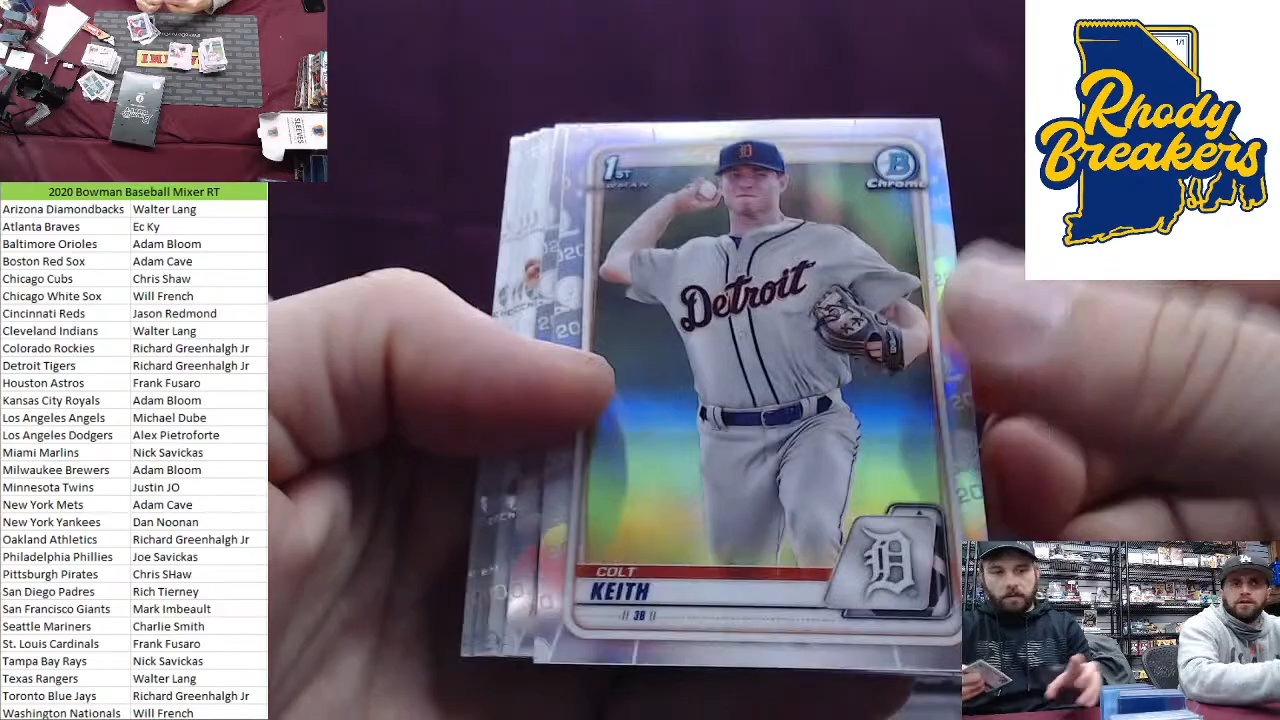 2020 Bowman Baseball Mixer RT
Arizona Diamondbacks Walter Lang
Atlanta Braves Ec Ky
Baltimore Orioles Adam Bloom
Boston Red Sox Adam Cave
Chicago Cubs Chris Shaw
Chicago White Sox Will French
Cincinnati Reds Jason Redmond
Cleveland Indians Walter Lang
Colorado Rockies Richard Greenhalgh Jr
Detroit Tigers Richard Greenhalgh Jr
Houston Astros Frank Fusaro
Kansas City Royals Adam Bloom
Los Angeles Angels Michael Dube
Los Angeles Dodgers Alex Pietroforte
Miami Marlins Nick Savickas
Milwaukee Brewers Adam Bloom
Minnesota Twins Justin JO
New York Mets Adam Cave
New York Yankees Dan Noonan
Oakland Athletics Richard Greenhalgh Jr
Philadelphia Phillies Joe Savickas
Pittsburgh Pirates Chris SHaw
San Diego Padres Rich Tierney
San Francisco Giants Mark Imbeault
Seattle Mariners Charlie Smith
St. Louis Cardinals Frank Fusaro
Tampa Bay Rays Nick Savickas
Texas Rangers Walter Lang
Toronto Blue Jays Richard Greenhalgh Jr
Washington Nationals Will French
1ST
B
Chrome
D
Detroit
D
COLT
KEITH
3B
1/1
Rhody
Breakers
SLEEVES